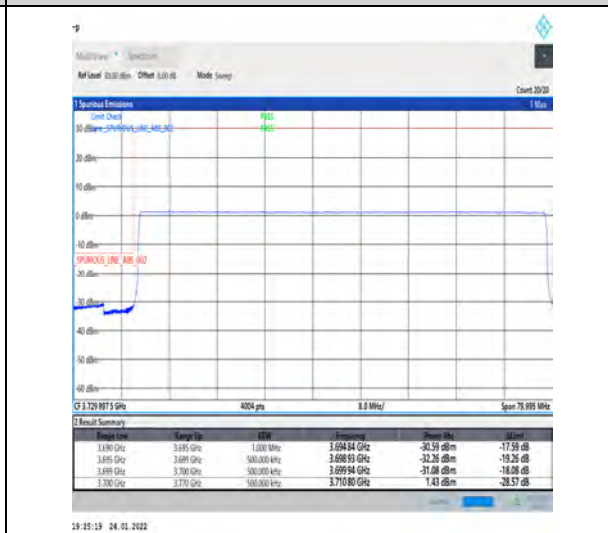 MultiView Spectrum
Ref Level 33.00 dBm Offset 6.00 dB Mode Sweep
Count 20/20
1 Spurious Emissions 1 Max
Limit Check PASS
30 dBm SPURIOUS_LINE_ABS_002 PASS
20 dBm
10 dBm
0 dBm
-10 dBm
SPURIOUS_LINE_ABS_002
-20 dBm
-30 dBm
-40 dBm
-50 dBm
-60 dBm
CF 3.729 997 5 GHz 4004 pts 8.0 MHz/ Span 79.995 MHz
2 Result Summary
Range Low Range Up RBW Frequency Power Abs ΔLimit
3.690 GHz 3.695 GHz 1.000 MHz 3.694 84 GHz -30.59 dBm -17.59 dB
3.695 GHz 3.699 GHz 500.000 kHz 3.698 93 GHz -32.26 dBm -19.26 dB
3.699 GHz 3.700 GHz 500.000 kHz 3.699 94 GHz -31.08 dBm -18.08 dB
3.700 GHz 3.770 GHz 500.000 kHz 3.710 80 GHz 1.43 dBm -28.57 dB
19:25:19 24.01.2022